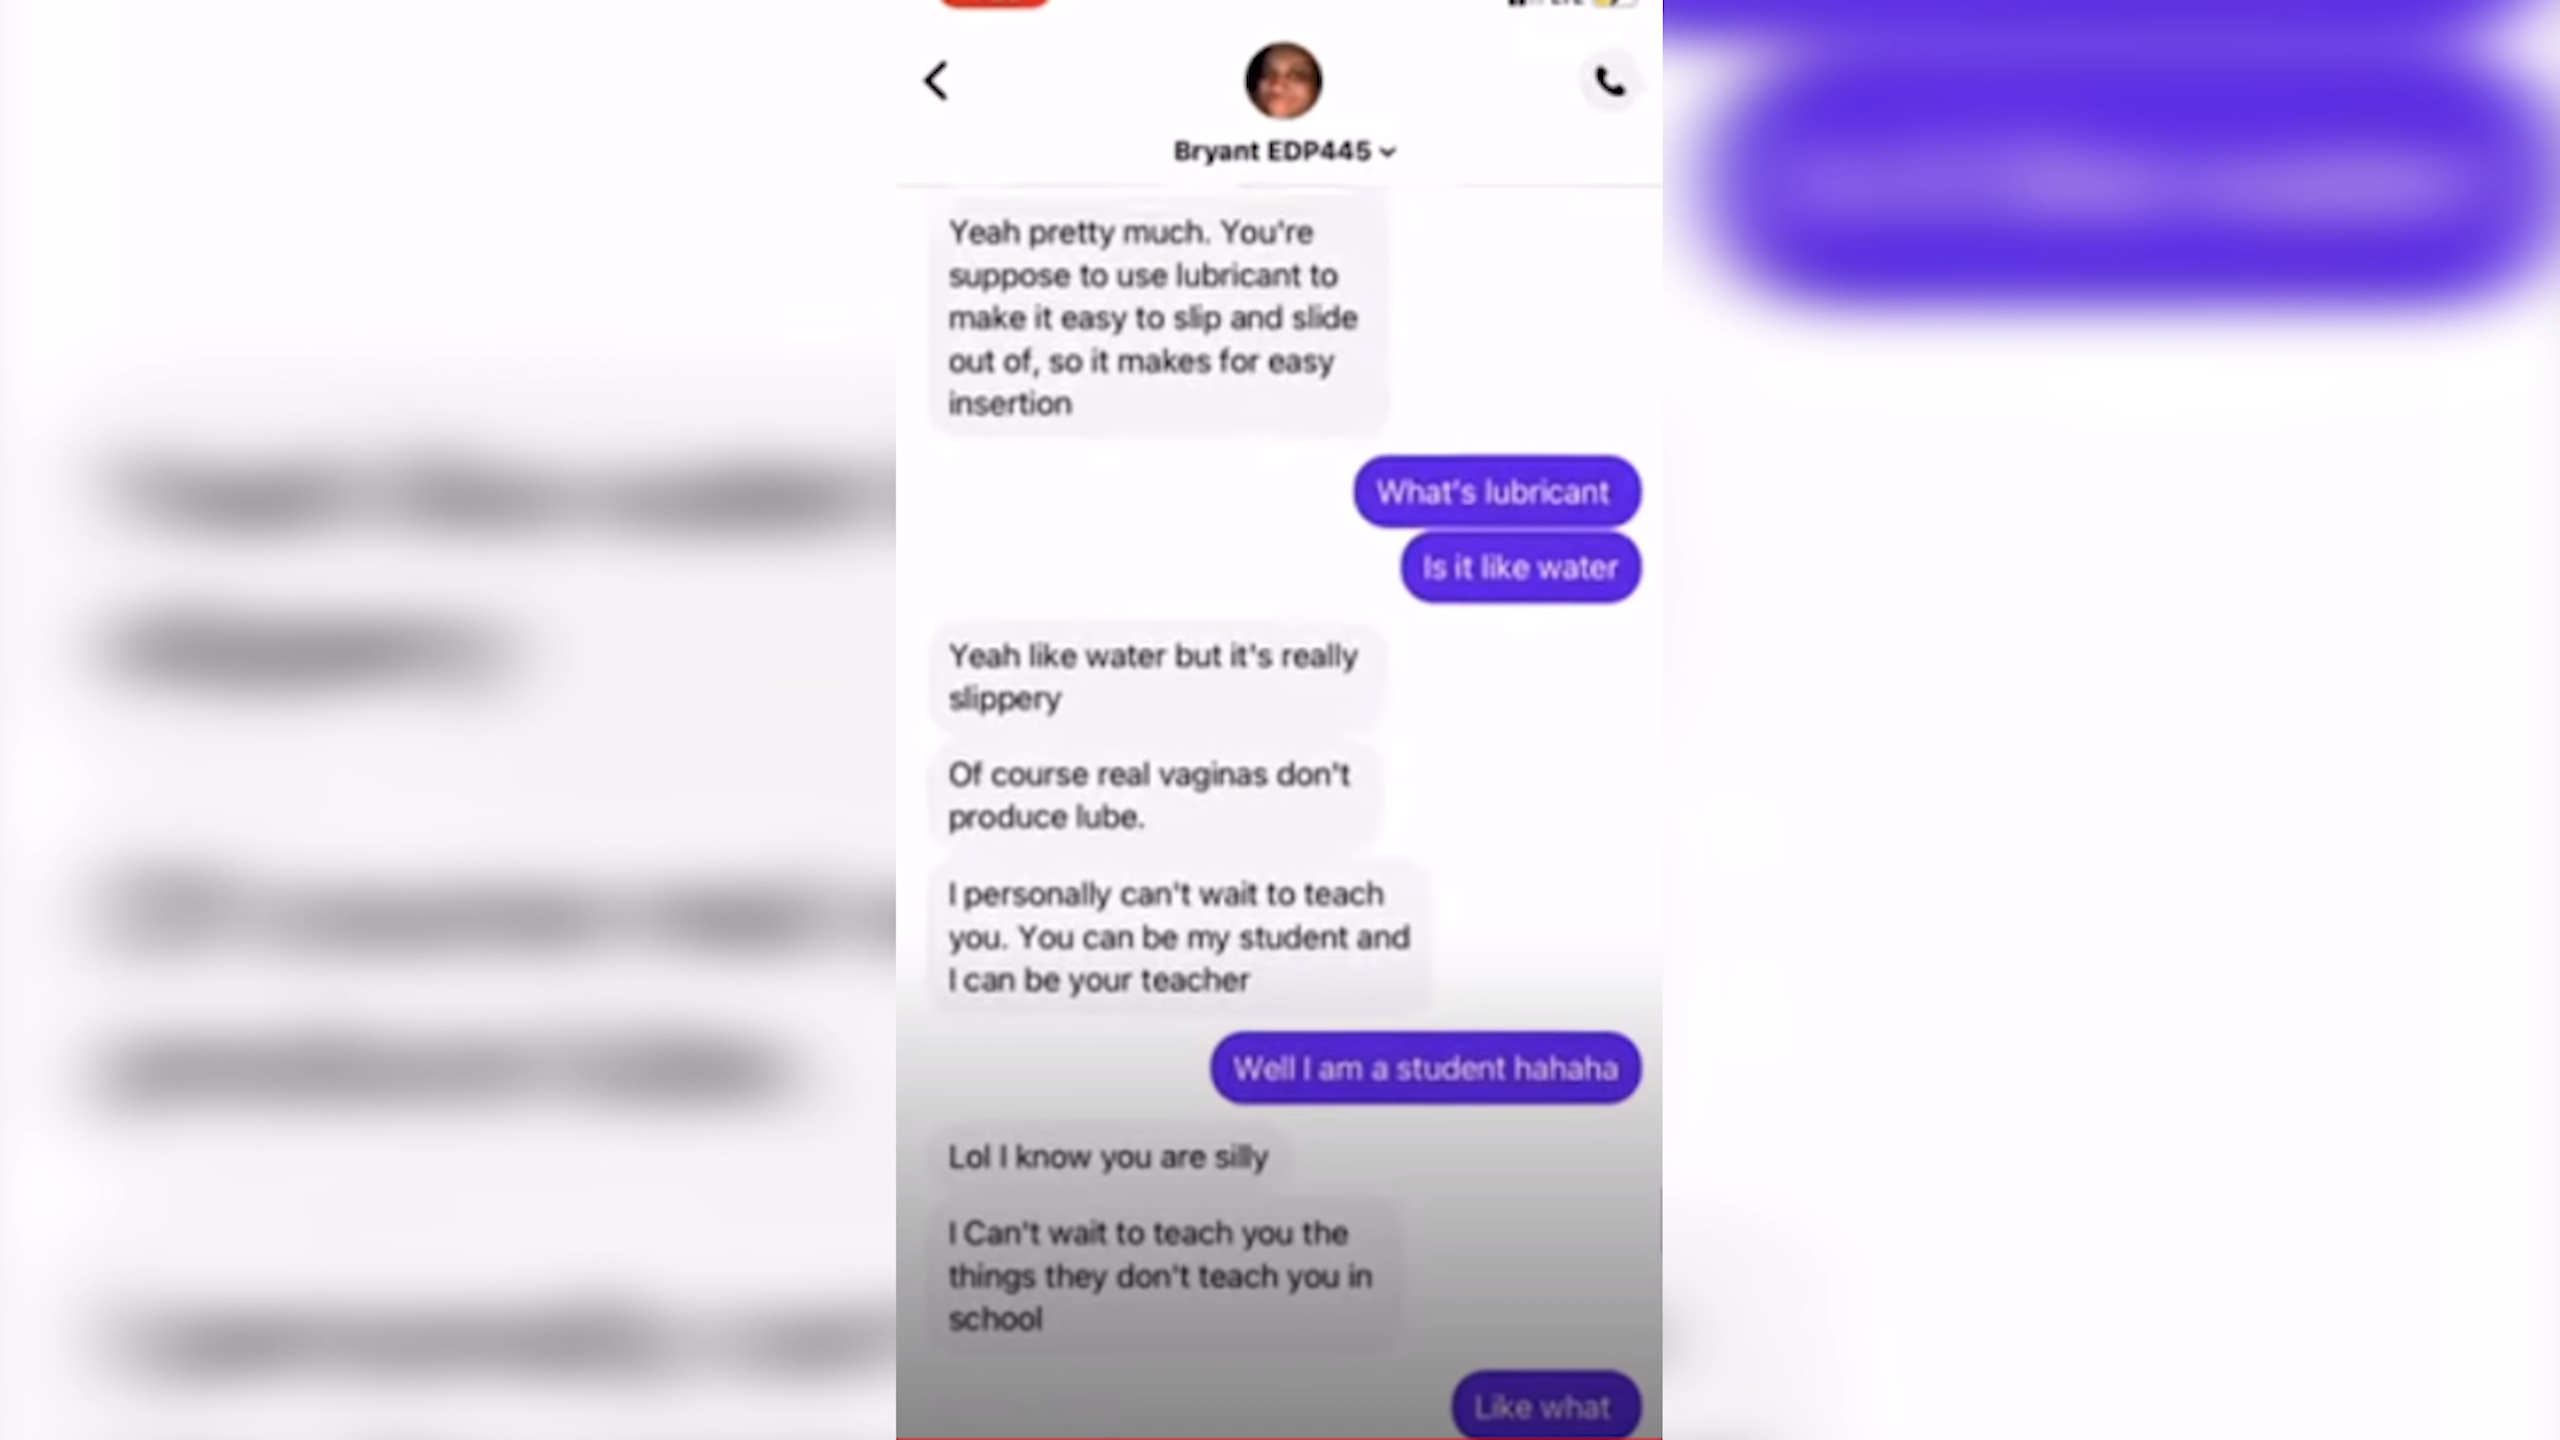 Bryant EDP445
Yeah pretty much. You're
suppose to use lubricant to
make it easy to slip and slide
out of, so it makes for easy
insertion
What's lubricant
Is it like water
Yeah like water but it's really
slippery
Of course real vaginas don't
produce lube.
I personally can't wait to teach
you. You can be my student and
I can be your teacher
Well I am a student hahaha
Lol I know you are silly
I Can't wait to teach you the
things they don't teach you in
school
Like what